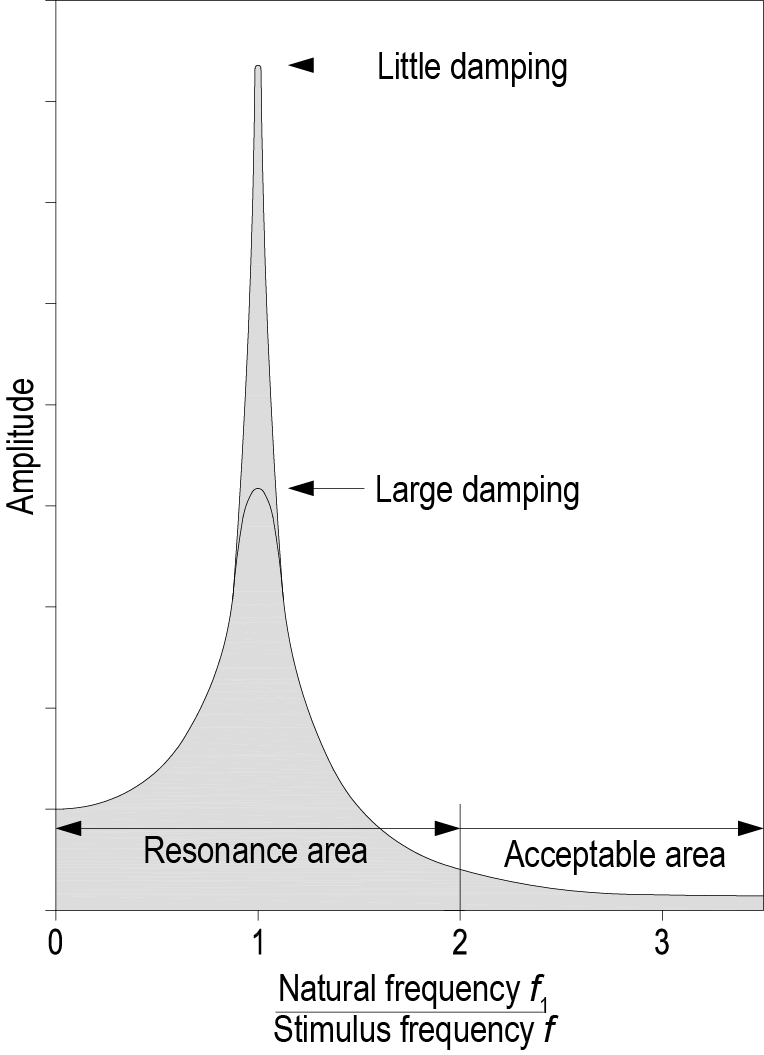 Little damping
Amplitude
Large damping
Resonance area
Acceptable area
0 1 2 3
Natural frequency f₁
Stimulus frequency f